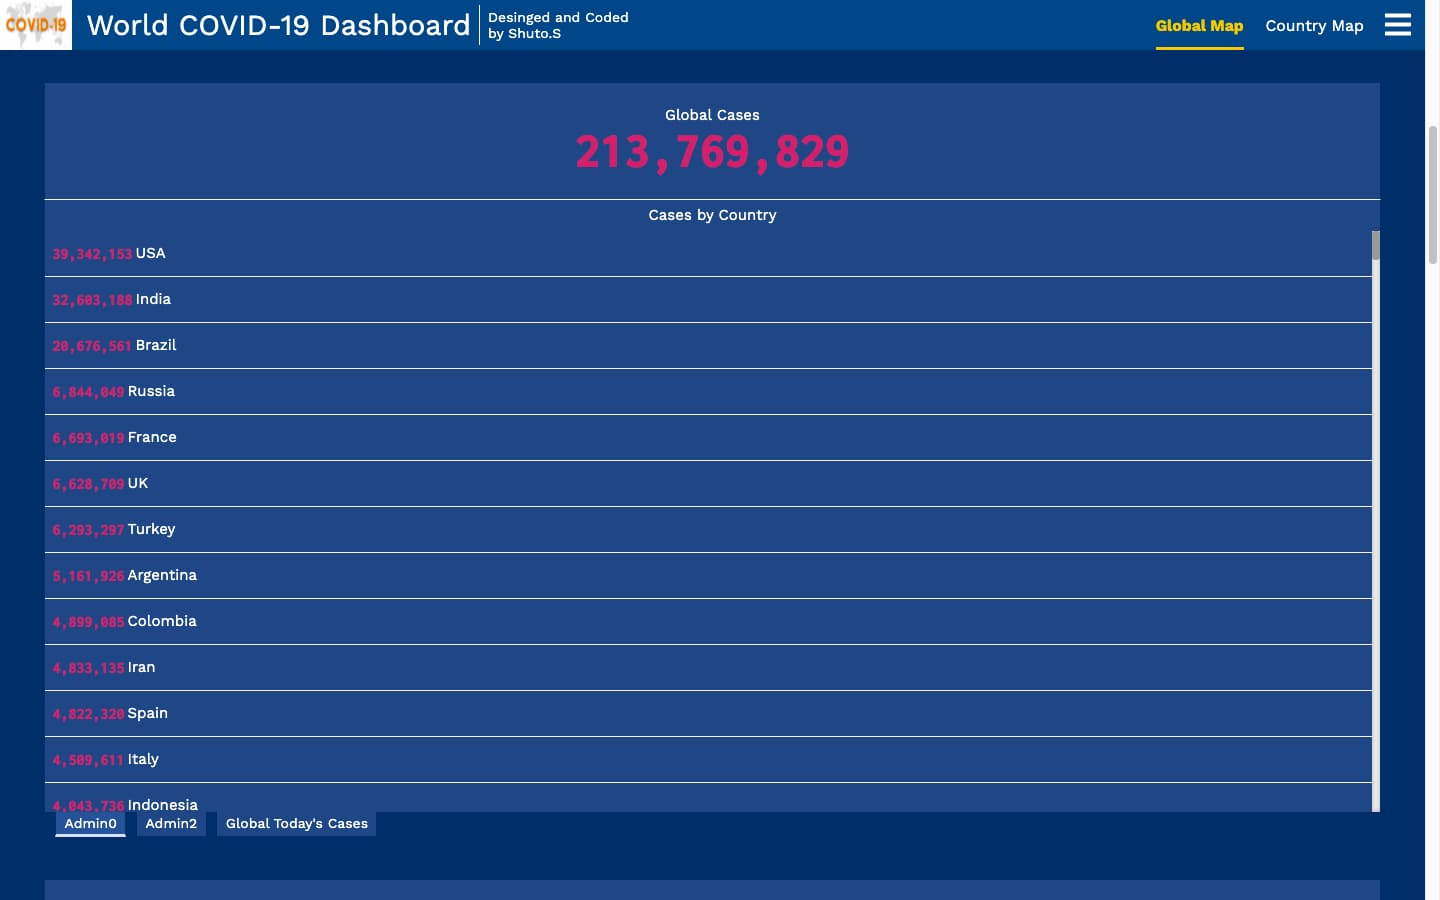 COVID-19
World COVID-19 Dashboard
Desinged and Coded
by Shuto.S
Global Map
Country Map
Global Cases
213,769,829
Cases by Country
39,342,153 USA
32,603,188 India
20,676,561 Brazil
6,844,049 Russia
6,693,019 France
6,628,709 UK
6,293,297 Turkey
5,161,926 Argentina
4,899,085 Colombia
4,833,135 Iran
4,822,320 Spain
4,509,611 Italy
4,043,736 Indonesia
Admin0
Admin2
Global Today's Cases